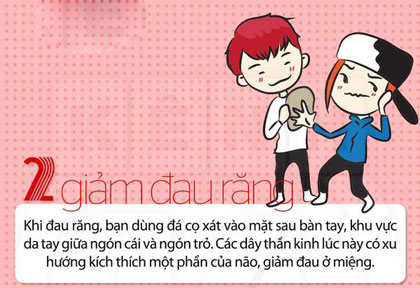 2 giảm đau răng
Khi đau răng, bạn dùng đá cọ xát vào mặt sau bàn tay, khu vực
da tay giữa ngón cái và ngón trỏ. Các dây thần kinh lúc này có xu
hướng kích thích một phần của não, giảm đau ở miệng.